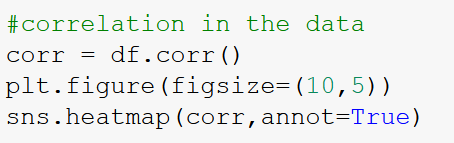 #correlation in the data
corr = df.corr()
plt.figure(figsize=(10,5))
sns.heatmap(corr,annot=True)